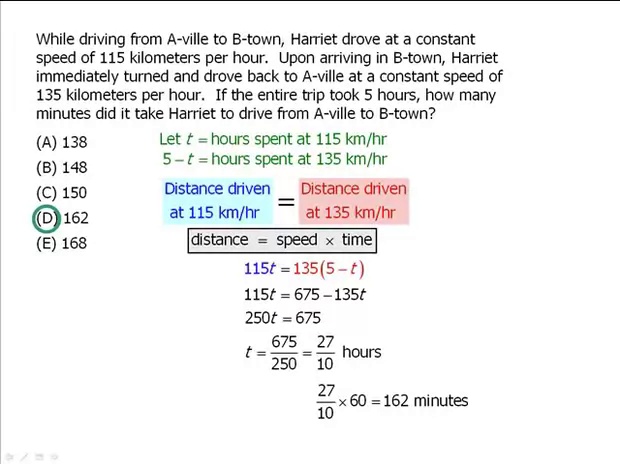 While driving from A-ville to B-town, Harriet drove at a constant
speed of 115 kilometers per hour. Upon arriving in B-town, Harriet
immediately turned and drove back to A-ville at a constant speed of
135 kilometers per hour. If the entire trip took 5 hours, how many
minutes did it take Harriet to drive from A-ville to B-town?
(A) 138
(B) 148
(C) 150
(D) 162
(E) 168
Let t = hours spent at 115 km/hr
5 – t = hours spent at 135 km/hr
Distance driven
at 115 km/hr
=
Distance driven
at 135 km/hr
distance = speed × time
115t = 135(5 – t)
115t = 675 – 135t
250t = 675
t = 675/250 = 27/10 hours
27/10 × 60 = 162 minutes